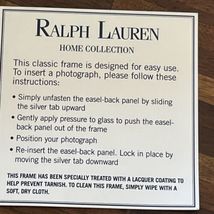 RALPH LAUREN
HOME COLLECTION
This classic frame is designed for easy use.
To insert a photograph, please follow these
instructions:
• Simply unfasten the easel-back panel by sliding
the silver tab upward
• Gently apply pressure to glass to push the easel-
back panel out of the frame
• Position your photograph
• Re-insert the easel-back panel. Lock in place by
moving the silver tab downward
THIS FRAME HAS BEEN SPECIALLY TREATED WITH A LACQUER COATING TO
HELP PREVENT TARNISH. TO CLEAN THIS FRAME, SIMPLY WIPE WITH A
SOFT, DRY CLOTH.